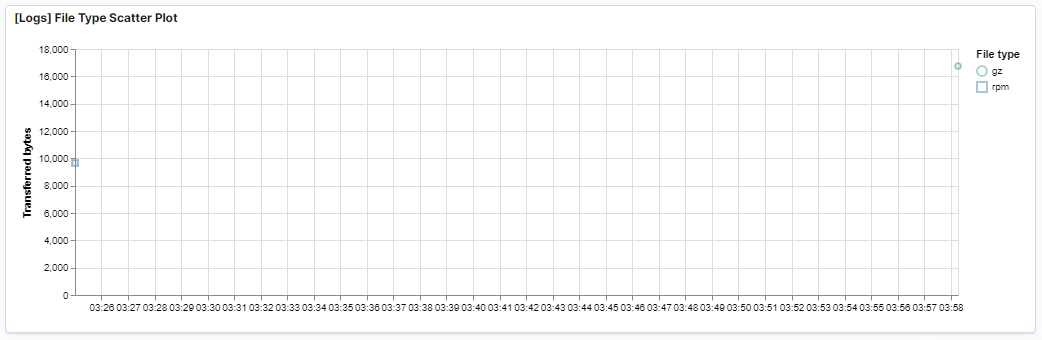 [Logs] File Type Scatter Plot
18,000
16,000
14,000
12,000
10,000
8,000
6,000
4,000
2,000
0
Transferred bytes
03:26 03:27 03:28 03:29 03:30 03:31 03:32 03:33 03:34 03:35 03:36 03:37 03:38 03:39 03:40 03:41 03:42 03:43 03:44 03:45 03:46 03:47 03:48 03:49 03:50 03:51 03:52 03:53 03:54 03:55 03:56 03:57 03:58
File type
gz
rpm